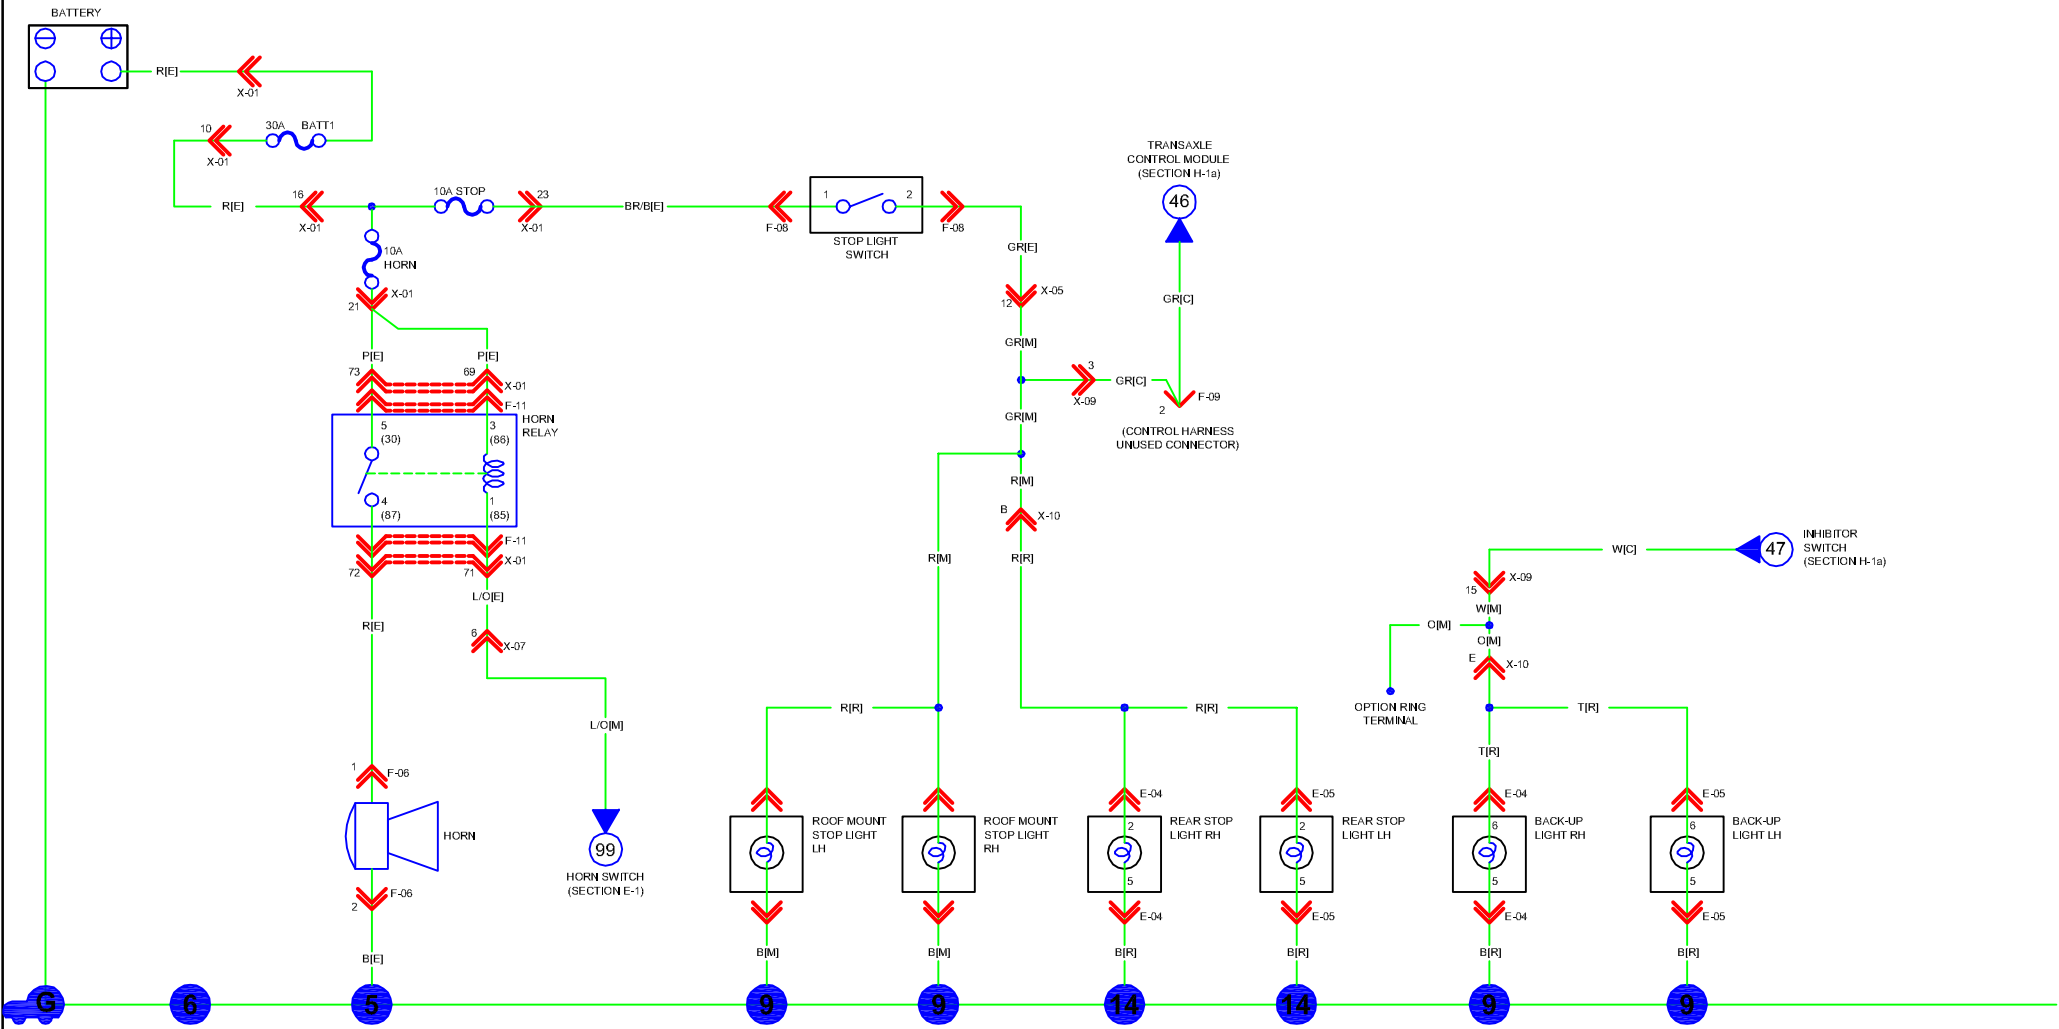 BATTERY
R[E]
X-01
10
X-01
30A
BATT1
R[E]
16
X-01
10A STOP
23
X-01
BR/B[E]
F-08
1
2
STOP LIGHT
SWITCH
F-08
GR[E]
12
X-05
GR[M]
3
X-09
GR[C]
GR[M]
TRANSAXLE
CONTROL MODULE
(SECTION H-1a)
46
GR[C]
2
F-09
(CONTROL HARNESS
UNUSED CONNECTOR)
10A
HORN
21
X-01
P[E]
P[E]
73
69
X-01
F-11
HORN
RELAY
5
(30)
3
(86)
4
(87)
1
(85)
F-11
X-01
72
71
L/O[E]
R[E]
6
X-07
L/O[M]
99
HORN SWITCH
(SECTION E-1)
1
F-06
HORN
F-06
2
B[E]
R[M]
B
X-10
R[M]
R[R]
R[R]
R[R]
W[C]
47
INHIBITOR
SWITCH
(SECTION H-1a)
15
X-09
W[M]
O[M]
O[M]
E
X-10
OPTION RING
TERMINAL
T[R]
T[R]
ROOF MOUNT
STOP LIGHT
LH
ROOF MOUNT
STOP LIGHT
RH
E-04
2
REAR STOP
LIGHT RH
5
E-04
E-05
2
REAR STOP
LIGHT LH
5
E-05
E-04
6
BACK-UP
LIGHT RH
5
E-04
E-05
6
BACK-UP
LIGHT LH
5
E-05
B[M]
B[M]
B[R]
B[R]
B[R]
B[R]
G
6
5
9
9
14
14
9
9